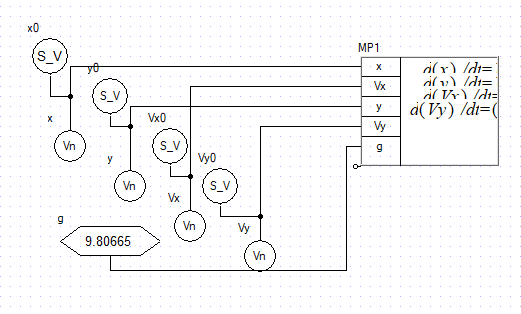 x0
S_V
MP1
y0
x
d(x) /dt=
S_V
Vx
d(y) /dt=
Vx0
y
d(Vx) /dt=
x
S_V
Vy
d(Vy) /dt=(
Vn
Vy0
g
y
S_V
Vn
Vx
g
Vn
Vy
9.80665
Vn